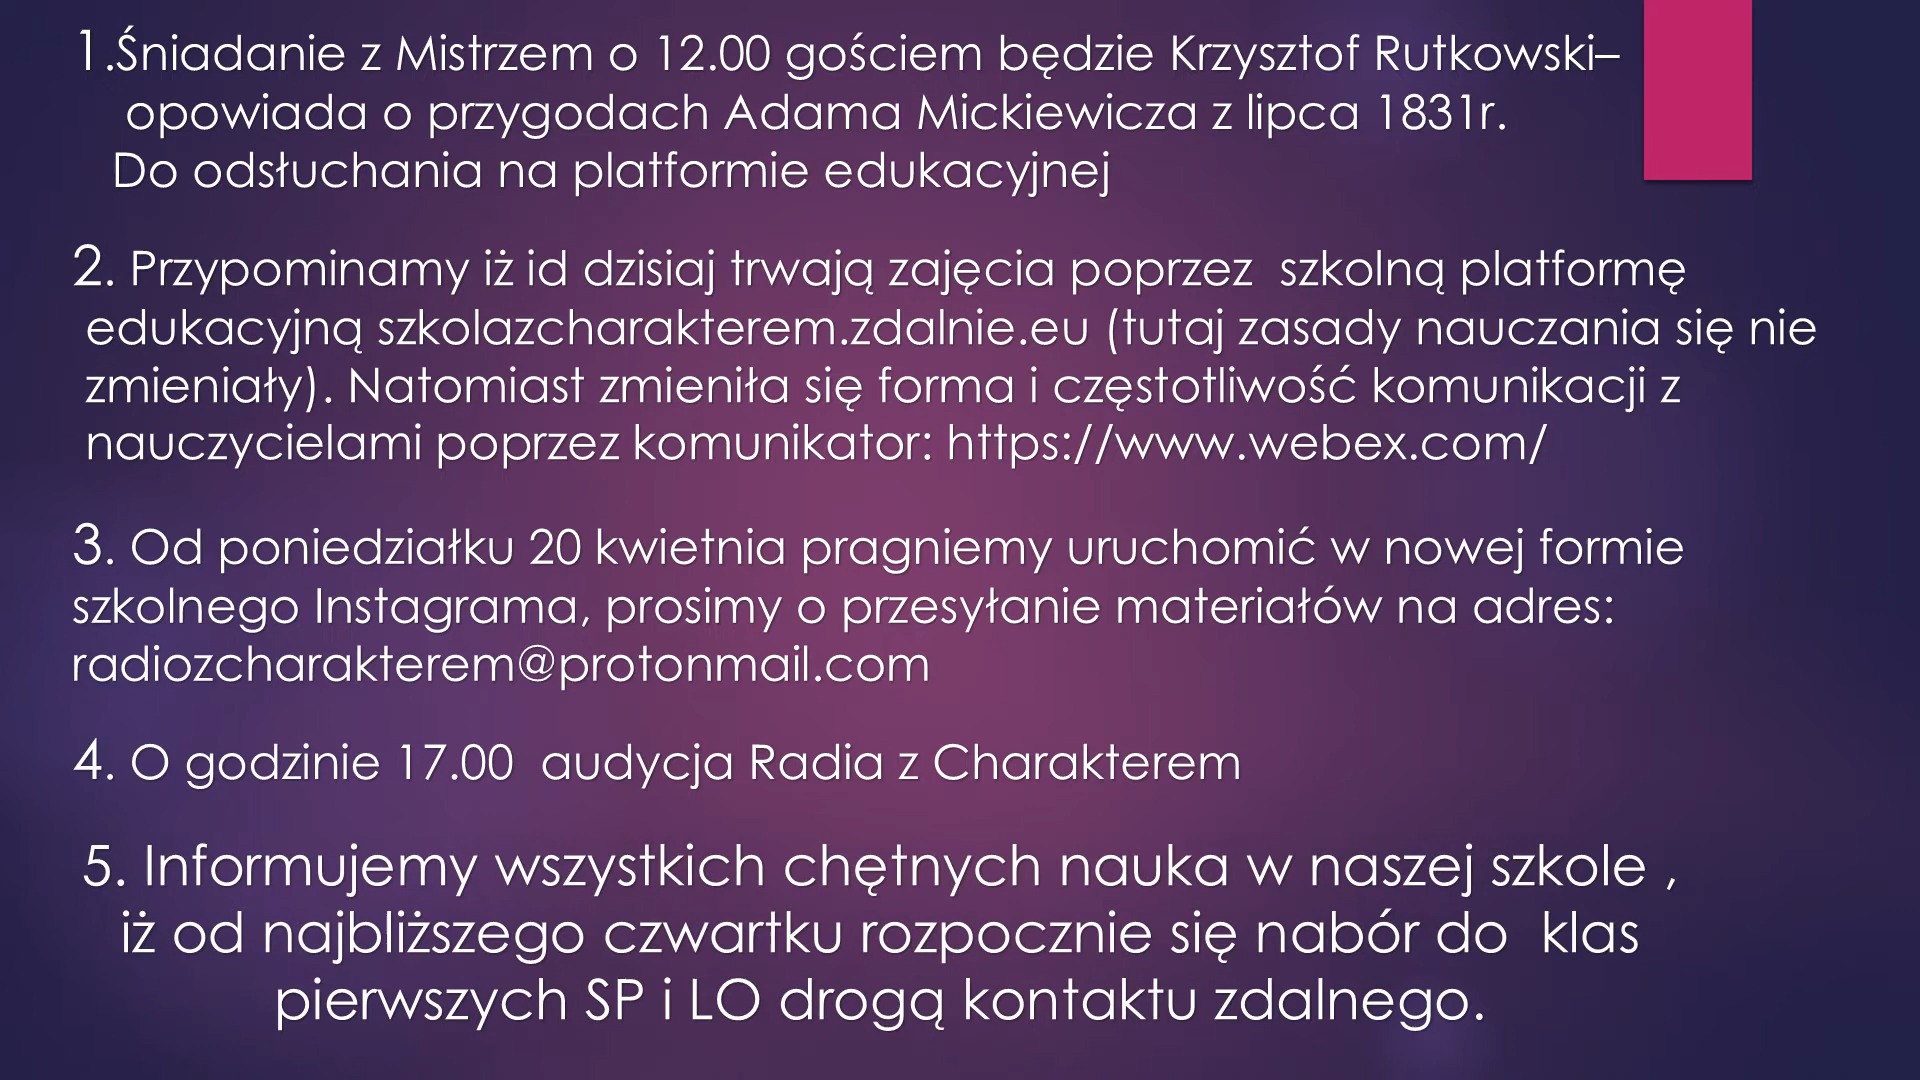 1.Śniadanie z Mistrzem o 12.00 gościem będzie Krzysztof Rutkowski–
opowiada o przygodach Adama Mickiewicza z lipca 1831r.
Do odsłuchania na platformie edukacyjnej
2. Przypominamy iż id dzisiaj trwają zajęcia poprzez szkolną platformę
edukacyjną szkolazcharakterem.zdalnie.eu (tutaj zasady nauczania się nie
zmieniały). Natomiast zmieniła się forma i częstotliwość komunikacji z
nauczycielami poprzez komunikator: https://www.webex.com/
3. Od poniedziałku 20 kwietnia pragniemy uruchomić w nowej formie
szkolnego Instagrama, prosimy o przesyłanie materiałów na adres:
radiozcharakterem@protonmail.com
4. O godzinie 17.00 audycja Radia z Charakterem
5. Informujemy wszystkich chętnych nauka w naszej szkole ,
iż od najbliższego czwartku rozpocznie się nabór do klas
pierwszych SP i LO drogą kontaktu zdalnego.